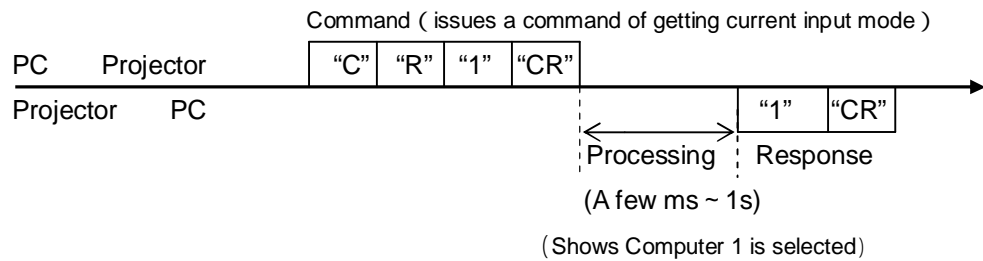 Command ( issues a command of getting current input mode )
PC Projector “C” “R” “1” “CR”
Projector PC “1” “CR”
Processing Response
(A few ms ~ 1s)
(Shows Computer 1 is selected)